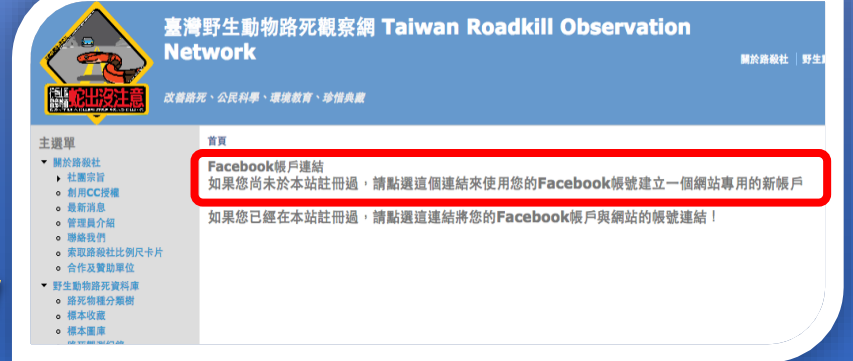 臺灣野生動物路死觀察網 Taiwan Roadkill Observation
Network
關於路殺社
改善路死、公民科學、環境教育、珍惜典藏
蛇出沒注意
主選單
關於路殺社
社團宗旨
創用CC授權
最新消息
管理員介紹
聯絡我們
索取路殺社比例尺卡片
合作及贊助單位
野生動物路死資料庫
路死物種分類樹
標本收藏
標本圖庫
首頁
Facebook帳戶連結
如果您尚未於本站註冊過，請點選這個連結來使用您的Facebook帳號建立一個網站專用的新帳戶
如果您已經在本站註冊過，請點選這連結將您的Facebook帳戶與網站的帳號連結！